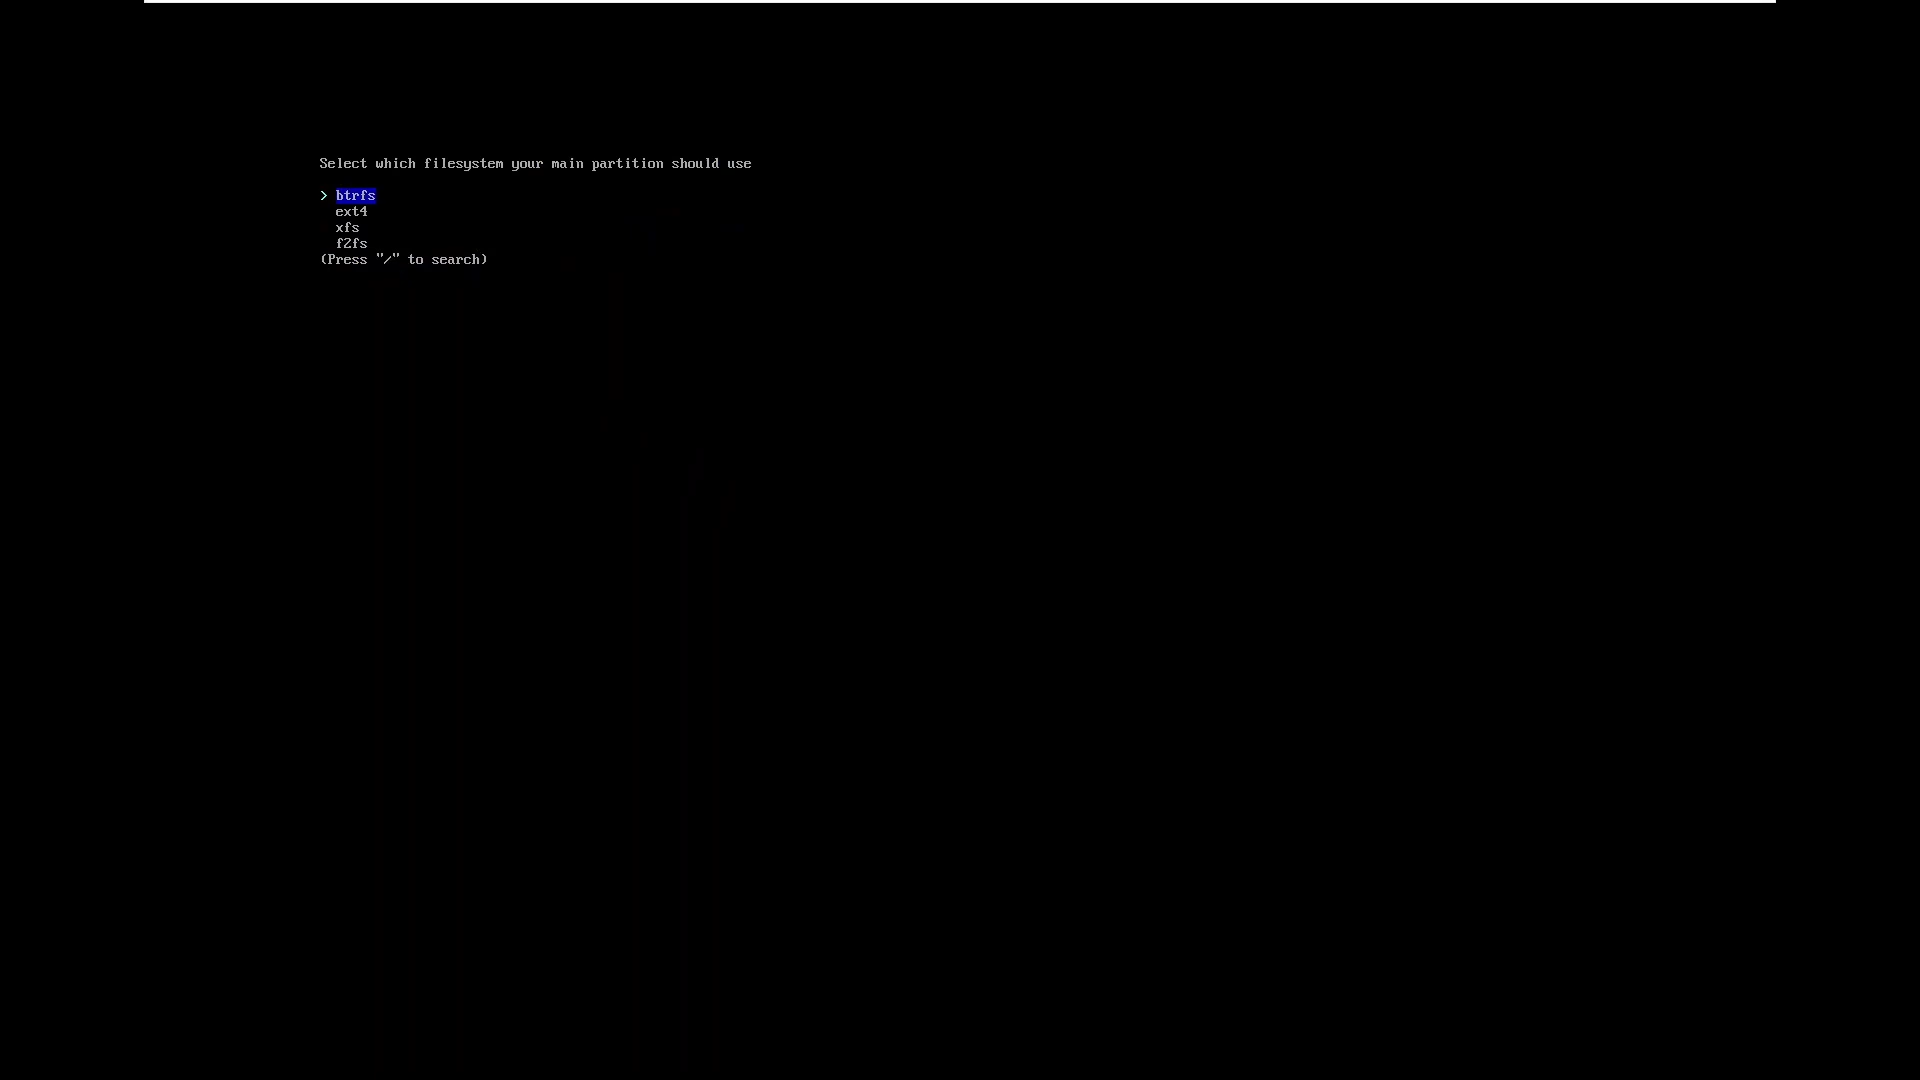 Select which filesystem your main partition should use
> btrfs
ext4
xfs
f2fs
(Press "/" to search)